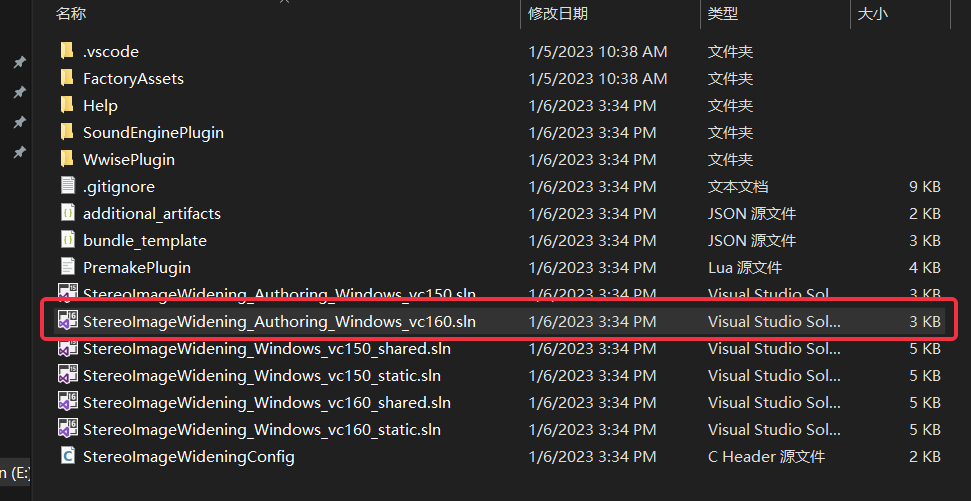 名称 修改日期 类型 大小
.vscode 1/5/2023 10:38 AM 文件夹
FactoryAssets 1/5/2023 10:38 AM 文件夹
Help 1/6/2023 3:34 PM 文件夹
SoundEnginePlugin 1/6/2023 3:34 PM 文件夹
WwisePlugin 1/6/2023 3:34 PM 文件夹
.gitignore 1/6/2023 3:34 PM 文本文档 9 KB
additional_artifacts 1/6/2023 3:34 PM JSON 源文件 2 KB
bundle_template 1/6/2023 3:34 PM JSON 源文件 3 KB
PremakePlugin 1/6/2023 3:34 PM Lua 源文件 4 KB
StereoImageWidening_Authoring_Windows_vc150.sln 1/6/2023 3:34 PM Visual Studio Sol... 3 KB
StereoImageWidening_Authoring_Windows_vc160.sln 1/6/2023 3:34 PM Visual Studio Sol... 3 KB
StereoImageWidening_Windows_vc150_shared.sln 1/6/2023 3:34 PM Visual Studio Sol... 5 KB
StereoImageWidening_Windows_vc150_static.sln 1/6/2023 3:34 PM Visual Studio Sol... 5 KB
StereoImageWidening_Windows_vc160_shared.sln 1/6/2023 3:34 PM Visual Studio Sol... 5 KB
StereoImageWidening_Windows_vc160_static.sln 1/6/2023 3:34 PM Visual Studio Sol... 5 KB
StereoImageWideningConfig 1/6/2023 3:34 PM C Header 源文件 2 KB
n (E:)